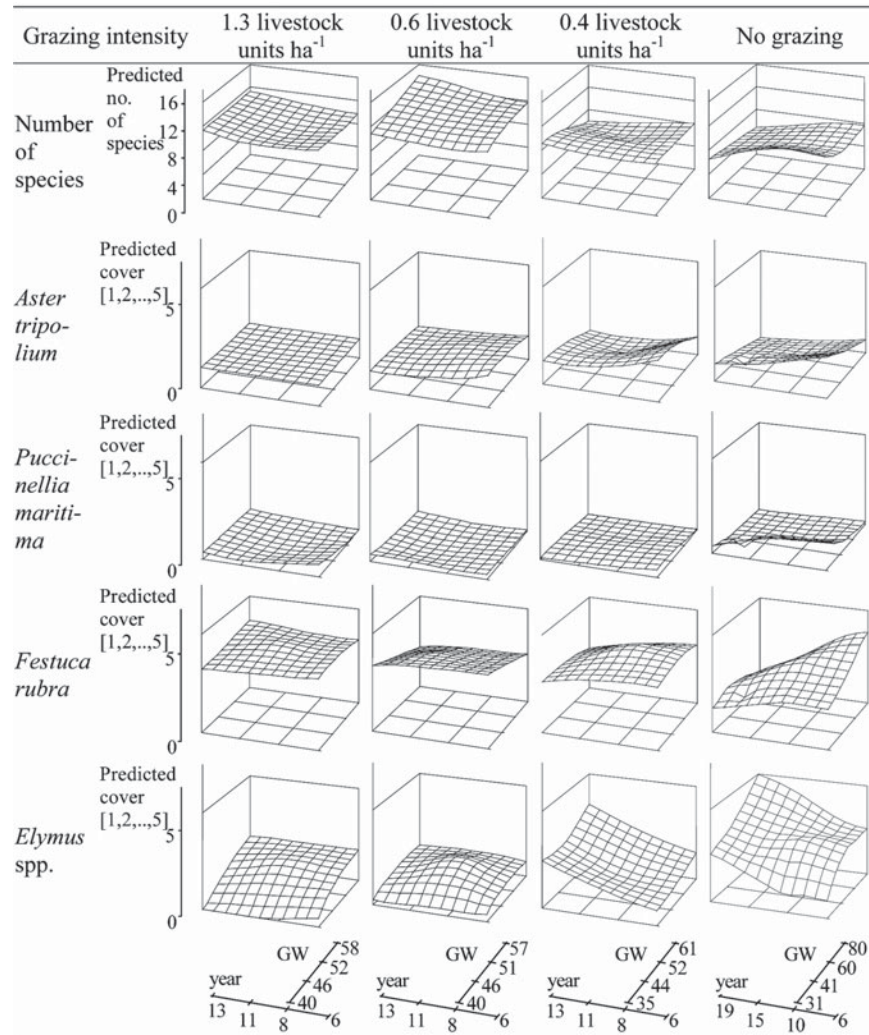 Grazing intensity
1.3 livestock
units ha⁻¹
0.6 livestock
units ha⁻¹
0.4 livestock
units ha⁻¹
No grazing
Number
of
species
Predicted
no.
of
species
16
12
8
4
0
Aster
tripo-
lium
Predicted
cover
[1,2,..,5]
5
0
Pucci-
nellia
mariti-
ma
Predicted
cover
[1,2,..,5]
5
0
Festuca
rubra
Predicted
cover
[1,2,..,5]
5
0
Elymus
spp.
Predicted
cover
[1,2,..,5]
5
0
GW
58
52
46
40
year
13
11
8
6
GW
57
51
46
40
year
13
11
8
6
GW
61
52
44
35
year
13
11
8
6
GW
80
60
41
31
year
19
15
10
6